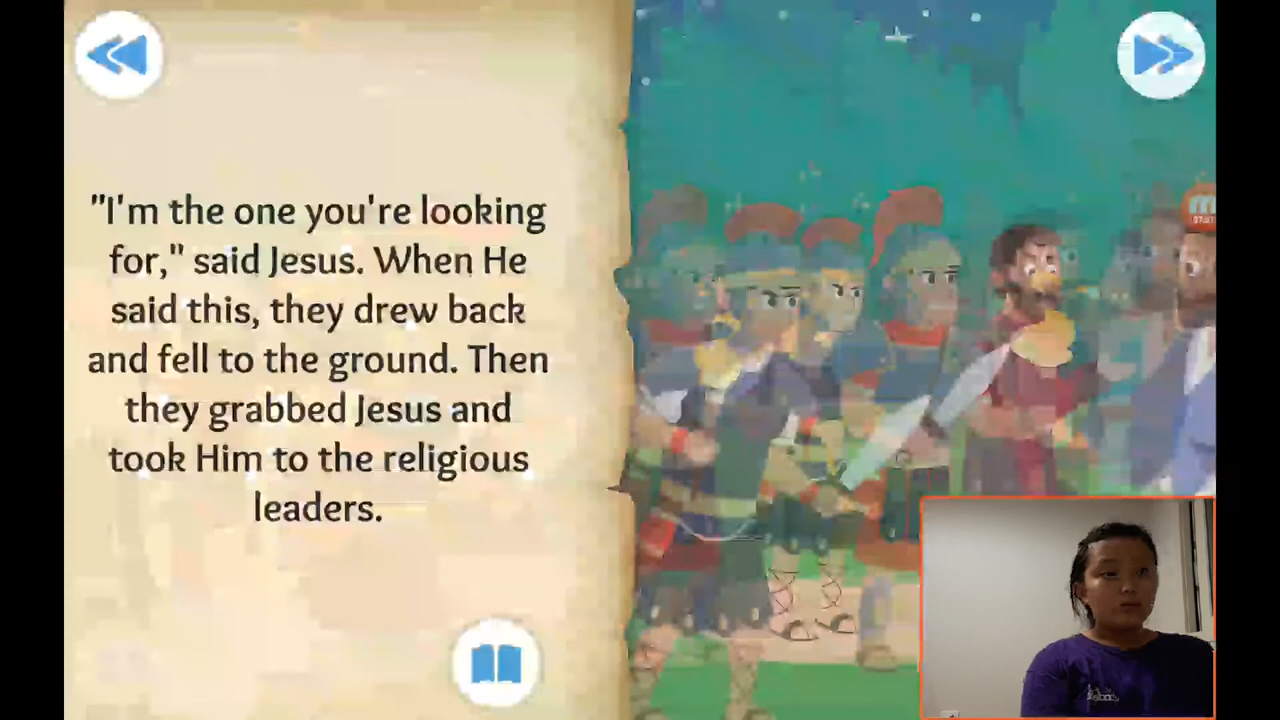 "I'm the one you're looking
for," said Jesus. When He
said this, they drew back
and fell to the ground. Then
they grabbed Jesus and
took Him to the religious
leaders.